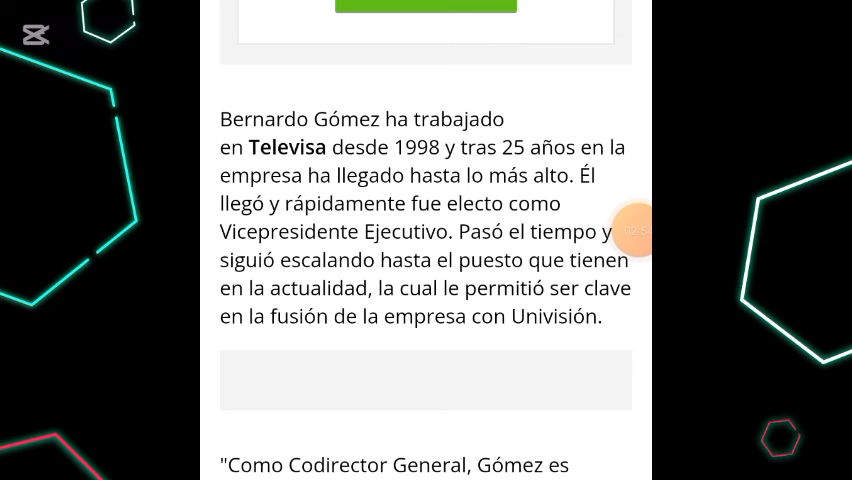 Bernardo Gómez ha trabajado
en Televisa desde 1998 y tras 25 años en la
empresa ha llegado hasta lo más alto. Él
llegó y rápidamente fue electo como
Vicepresidente Ejecutivo. Pasó el tiempo y
siguió escalando hasta el puesto que tienen
en la actualidad, la cual le permitió ser clave
en la fusión de la empresa con Univisión.
"Como Codirector General, Gómez es